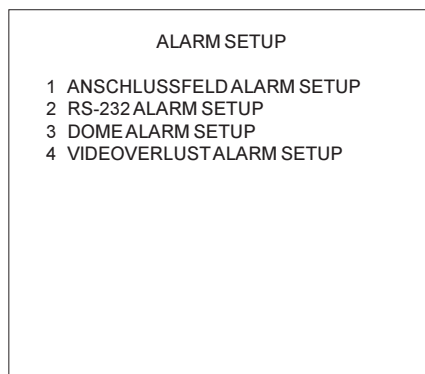 ALARM SETUP
1 ANSCHLUSSFELD ALARM SETUP
2 RS-232 ALARM SETUP
3 DOME ALARM SETUP
4 VIDEOVERLUST ALARM SETUP